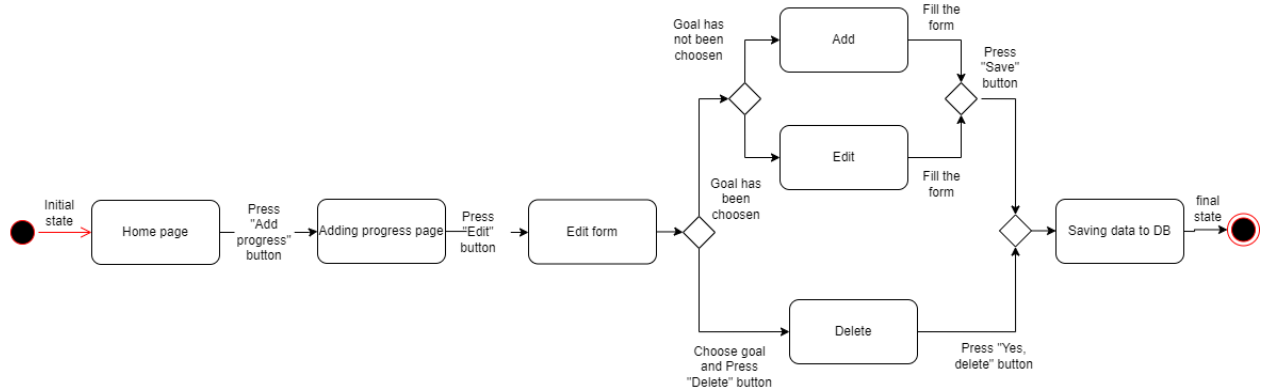 Initial
state
Home page
Press
"Add
progress"
button
Adding progress page
Press
"Edit"
button
Edit form
Goal has
not been
choosen
Add
Fill the
form
Goal has
been
choosen
Edit
Fill the
form
Press
"Save"
button
Choose goal
and Press
"Delete" button
Delete
Press "Yes,
delete" button
Saving data to DB
final
state